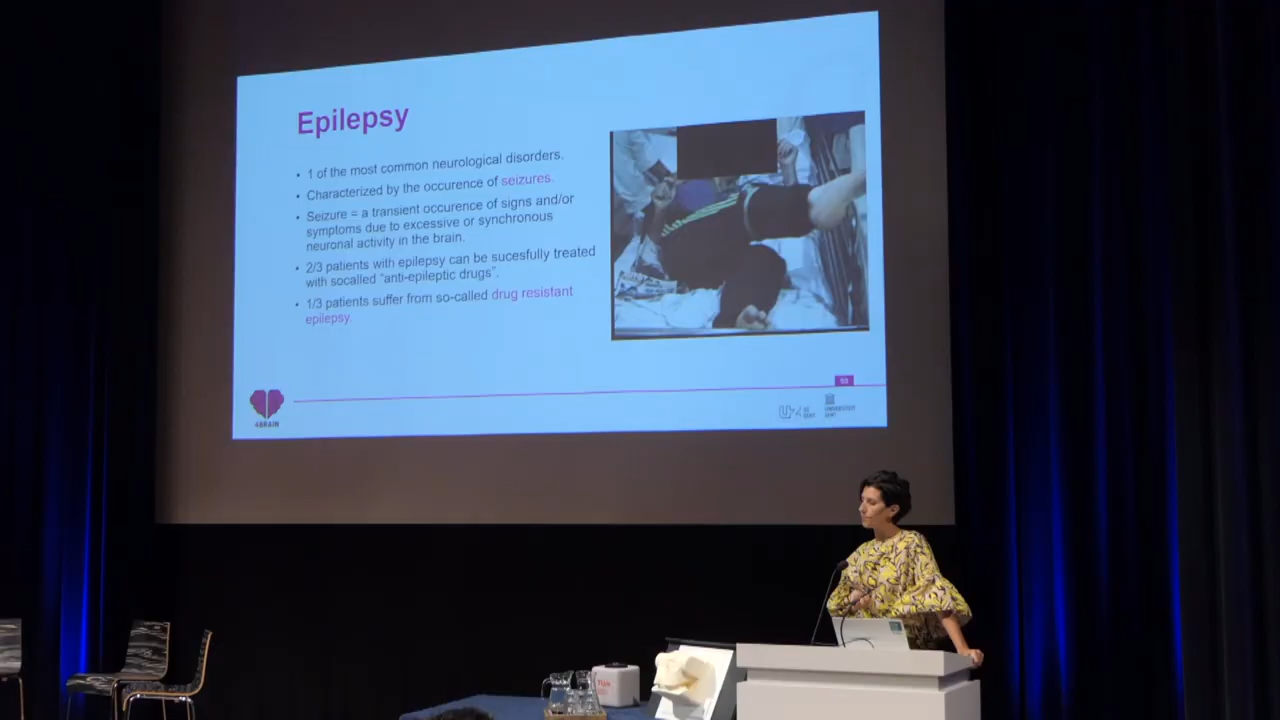 Epilepsy
• 1 of the most common neurological disorders.
• Characterized by the occurence of seizures.
• Seizure = a transient occurence of signs and/or
symptoms due to excessive or synchronous
neuronal activity in the brain.
• 2/3 patients with epilepsy can be sucesfully treated
with socalled “anti-epileptic drugs”.
• 1/3 patients suffer from so-called drug resistant
epilepsy.
4BRAIN
UNIVERSITEIT
GENT